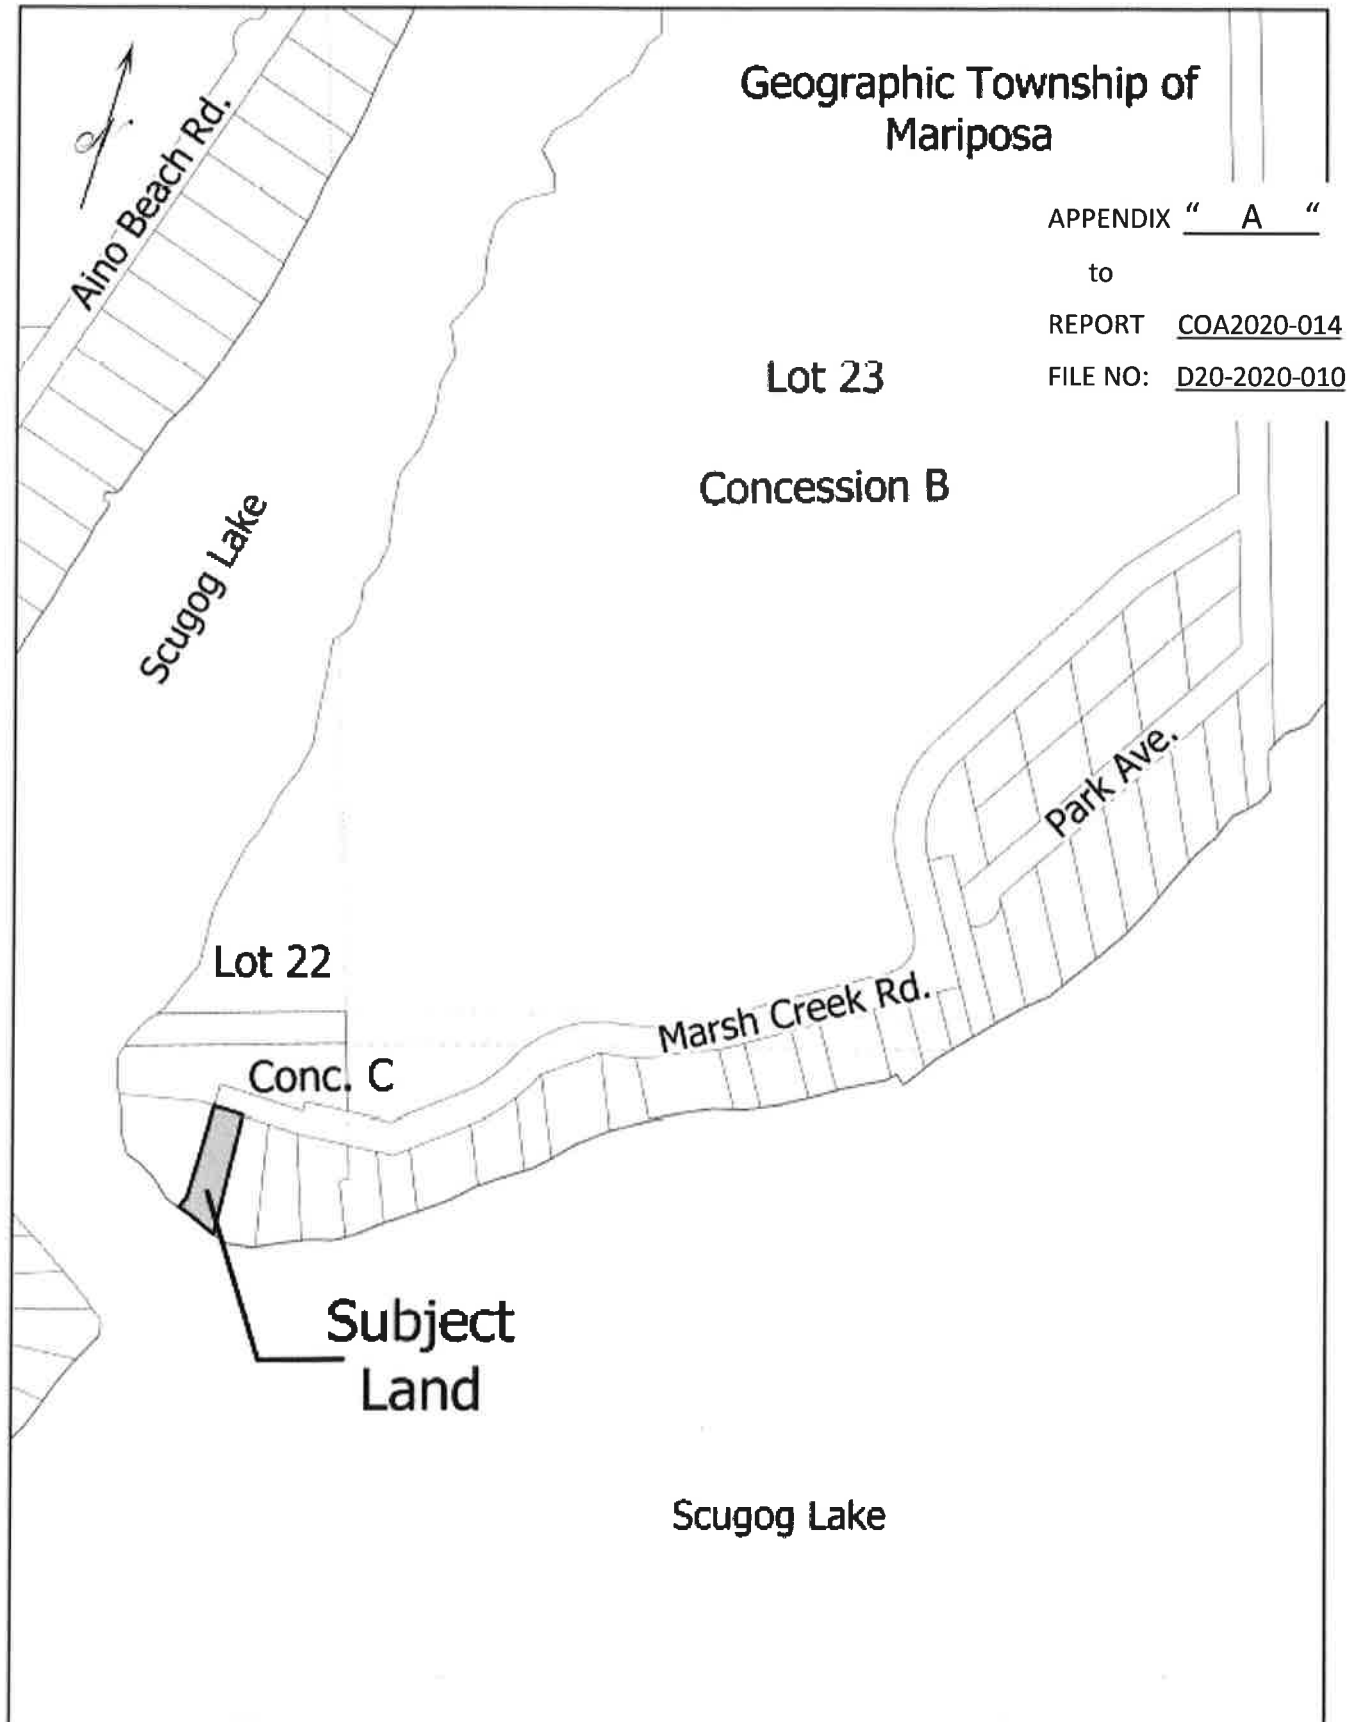 Geographic Township of
Mariposa
APPENDIX “ A “
to
REPORT COA2020-014
FILE NO: D20-2020-010
Aino Beach Rd.
Lot 23
Concession B
Scugog Lake
Park Ave.
Lot 22
Marsh Creek Rd.
Conc. C
Subject
Land
Scugog Lake